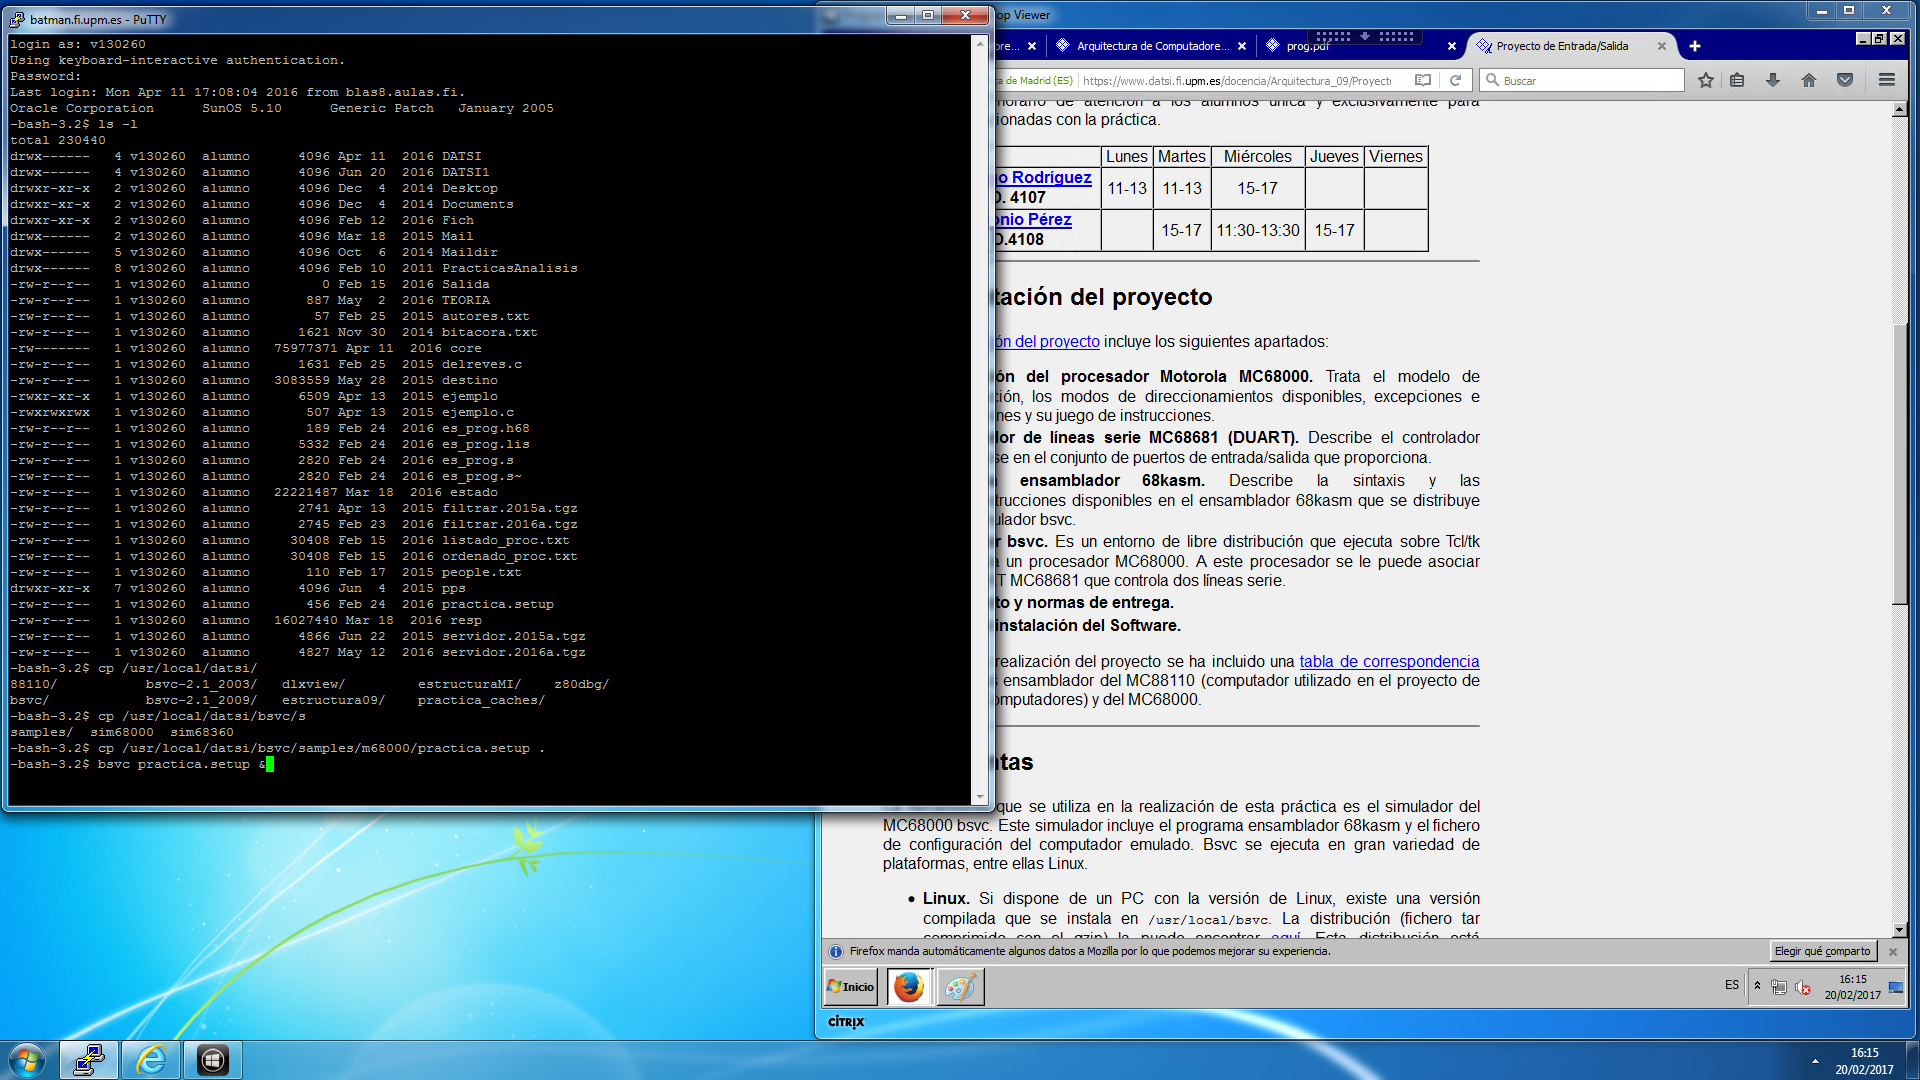 batman.fi.upm.es - PuTTY
login as: v130260
Using keyboard-interactive authentication.
Password:
Last login: Mon Apr 11 17:08:04 2016 from blas8.aulas.fi.
Oracle Corporation      SunOS 5.10      Generic Patch   January 2005
-bash-3.2$ ls -l
total 230440
drwx------   4 v130260  alumno      4096 Apr 11  2016 DATSI
drwx------   4 v130260  alumno      4096 Jun 20  2016 DATSI1
drwxr-xr-x   2 v130260  alumno      4096 Dec  4  2014 Desktop
drwxr-xr-x   2 v130260  alumno      4096 Dec  4  2014 Documents
drwxr-xr-x   2 v130260  alumno      4096 Feb 12  2016 Fich
drwx------   2 v130260  alumno      4096 Mar 18  2015 Mail
drwx------   5 v130260  alumno      4096 Oct  6  2014 Maildir
drwx------   8 v130260  alumno      4096 Feb 10  2011 PracticasAnalisis
-rw-r--r--   1 v130260  alumno         0 Feb 15  2016 Salida
-rw-r--r--   1 v130260  alumno       887 May  2  2016 TEORIA
-rw-r--r--   1 v130260  alumno        57 Feb 25  2015 autores.txt
-rw-r--r--   1 v130260  alumno      1621 Nov 30  2014 bitacora.txt
-rw-------   1 v130260  alumno   75977371 Apr 11  2016 core
-rw-r--r--   1 v130260  alumno      1631 Feb 25  2015 delreves.c
-rw-r--r--   1 v130260  alumno   3083559 May 28  2015 destino
-rwxr-xr-x   1 v130260  alumno      6509 Apr 13  2015 ejemplo
-rwxrwxrwx   1 v130260  alumno       507 Apr 13  2015 ejemplo.c
-rw-r--r--   1 v130260  alumno       189 Feb 24  2016 es_prog.h68
-rw-r--r--   1 v130260  alumno      5332 Feb 24  2016 es_prog.lis
-rw-r--r--   1 v130260  alumno      2820 Feb 24  2016 es_prog.s
-rw-r--r--   1 v130260  alumno      2820 Feb 24  2016 es_prog.s~
-rw-r--r--   1 v130260  alumno   22221487 Mar 18  2016 estado
-rw-r--r--   1 v130260  alumno      2741 Apr 13  2015 filtrar.2015a.tgz
-rw-r--r--   1 v130260  alumno      2745 Feb 23  2016 filtrar.2016a.tgz
-rw-r--r--   1 v130260  alumno     30408 Feb 15  2016 listado_proc.txt
-rw-r--r--   1 v130260  alumno     30408 Feb 15  2016 ordenado_proc.txt
-rw-r--r--   1 v130260  alumno       110 Feb 17  2015 people.txt
drwxr-xr-x   7 v130260  alumno      4096 Jun  4  2015 pps
-rw-r--r--   1 v130260  alumno       456 Feb 24  2016 practica.setup
-rw-r--r--   1 v130260  alumno   16027440 Mar 18  2016 resp
-rw-r--r--   1 v130260  alumno      4866 Jun 22  2015 servidor.2015a.tgz
-rw-r--r--   1 v130260  alumno      4827 May 12  2016 servidor.2016a.tgz
-bash-3.2$ cp /usr/local/datsi/
88110/           bsvc-2.1_2003/   dlxview/         estructuraMI/    z80dbg/
bsvc/            bsvc-2.1_2009/   estructura09/    practica_caches/
-bash-3.2$ cp /usr/local/datsi/bsvc/s
samples/  sim68000  sim68360
-bash-3.2$ cp /usr/local/datsi/bsvc/samples/m68000/practica.setup .
-bash-3.2$ bsvc practica.setup &
op Viewer
ore...
Arquitectura de Computadore...
prog.pdf
Proyecto de Entrada/Salida
ca de Madrid (ES)
https://www.datsi.fi.upm.es/docencia/Arquitectura_09/Proyect
Buscar
horario de atención a los alumnos única y exclusivamente para
ionadas con la práctica.
Lunes Martes Miércoles Jueves Viernes
o Rodríguez
D. 4107
11-13 11-13 15-17
onio Pérez
D.4108
15-17 11:30-13:30 15-17
tación del proyecto
ón del proyecto incluye los siguientes apartados:
ón del procesador Motorola MC68000. Trata el modelo de
ción, los modos de direccionamientos disponibles, excepciones e
nes y su juego de instrucciones.
lor de líneas serie MC68681 (DUART). Describe el controlador
se en el conjunto de puertos de entrada/salida que proporciona.
ensamblador 68kasm. Describe la sintaxis y las
trucciones disponibles en el ensamblador 68kasm que se distribuye
ulador bsvc.
r bsvc. Es un entorno de libre distribución que ejecuta sobre Tcl/tk
a un procesador MC68000. A este procesador se le puede asociar
T MC68681 que controla dos líneas serie.
to y normas de entrega.
instalación del Software.
realización del proyecto se ha incluido una tabla de correspondencia
s ensamblador del MC88110 (computador utilizado en el proyecto de
omputadores) y del MC68000.
ntas
que se utiliza en la realización de esta práctica es el simulador del
MC68000 bsvc. Este simulador incluye el programa ensamblador 68kasm y el fichero
de configuración del computador emulado. Bsvc se ejecuta en gran variedad de
plataformas, entre ellas Linux.
• Linux. Si dispone de un PC con la versión de Linux, existe una versión
compilada que se instala en /usr/local/bsvc. La distribución (fichero tar
comprimido con el gzip) la puede encontrar aquí. Esta distribución está
Firefox manda automáticamente algunos datos a Mozilla por lo que podemos mejorar su experiencia.
Elegir qué comparto
Inicio
ES
16:15
20/02/2017
CITRIX
16:15
20/02/2017